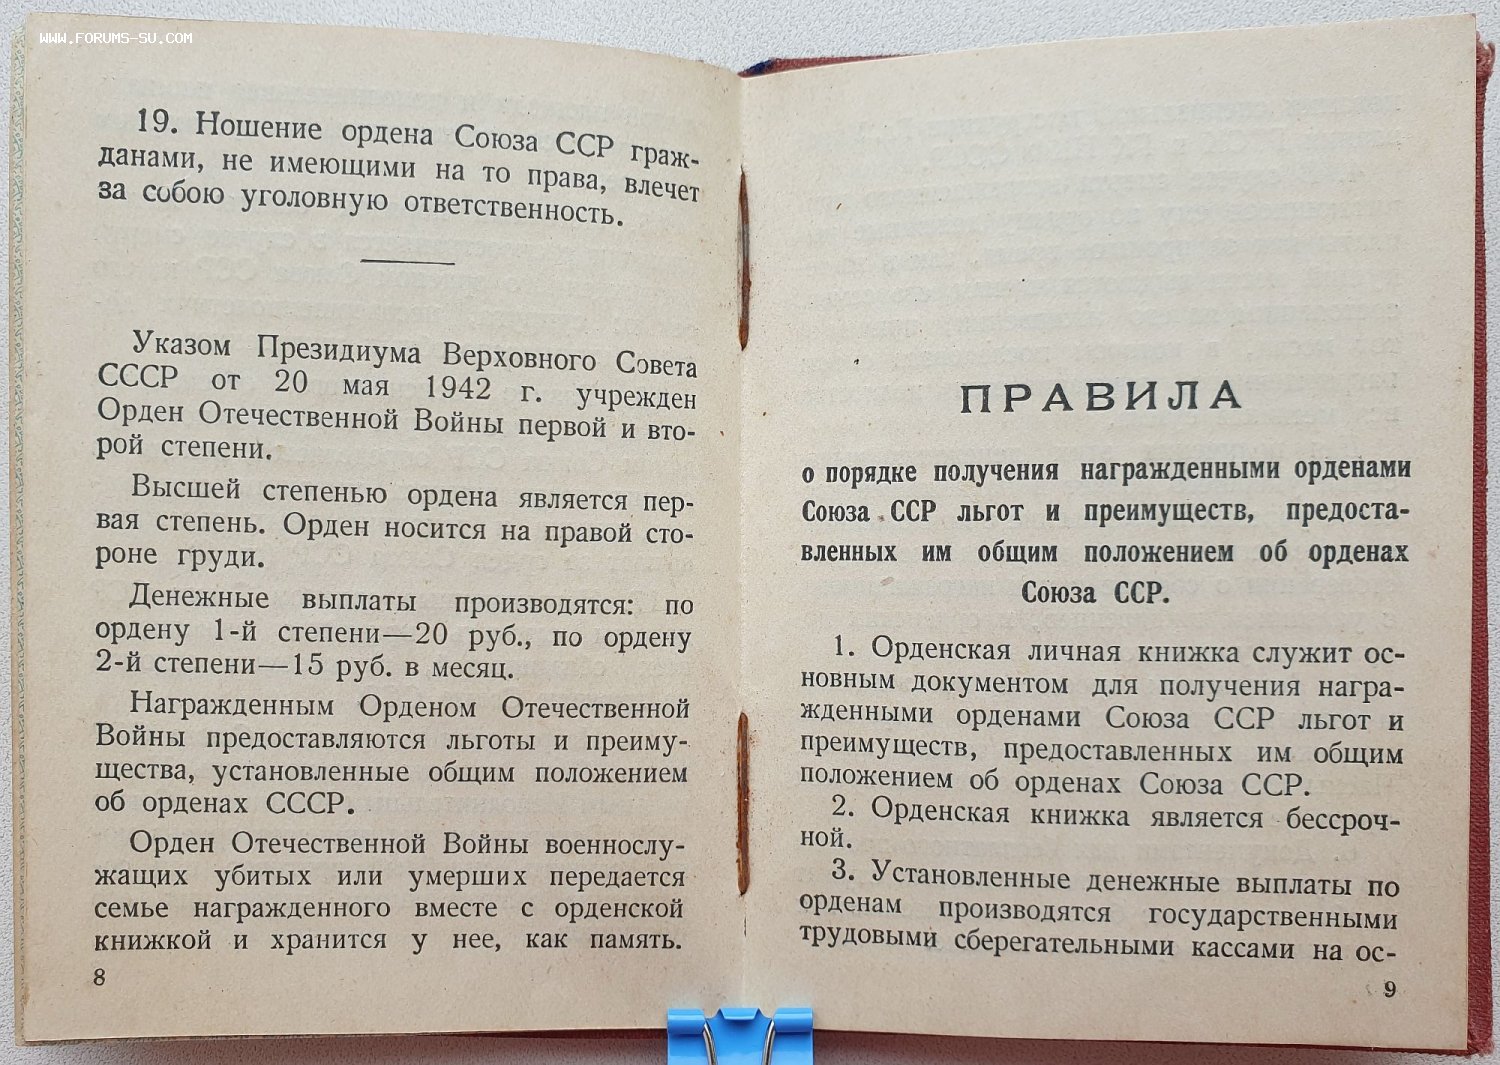 WWW.FORUMS-SU.COM
19. Ношение ордена Союза ССР граж-
данами, не имеющими на то права, влечет
за собою уголовную ответственность.
Указом Президиума Верховного Совета
СССР от 20 мая 1942 г. учрежден
Орден Отечественной Войны первой и вто-
рой степени.
Высшей степенью ордена является пер-
вая степень. Орден носится на правой сто-
роне груди.
Денежные выплаты производятся: по
ордену 1-й степени—20 руб., по ордену
2-й степени—15 руб. в месяц.
Награжденным Орденом Отечественной
Войны предоставляются льготы и преиму-
щества, установленные общим положением
об орденах СССР.
Орден Отечественной Войны военнослу-
жащих убитых или умерших передается
семье награжденного вместе с орденской
книжкой и хранится у нее, как память.
8
ПРАВИЛА
о порядке получения награжденными орденами
Союза ССР льгот и преимуществ, предоста-
вленных им общим положением об орденах
Союза ССР.
1. Орденская личная книжка служит ос-
новным документом для получения награ-
жденными орденами Союза ССР льгот и
преимуществ, предоставленных им общим
положением об орденах Союза ССР.
2. Орденская книжка является бессроч-
ной.
3. Установленные денежные выплаты по
орденам производятся государственными
трудовыми сберегательными кассами на ос-
9